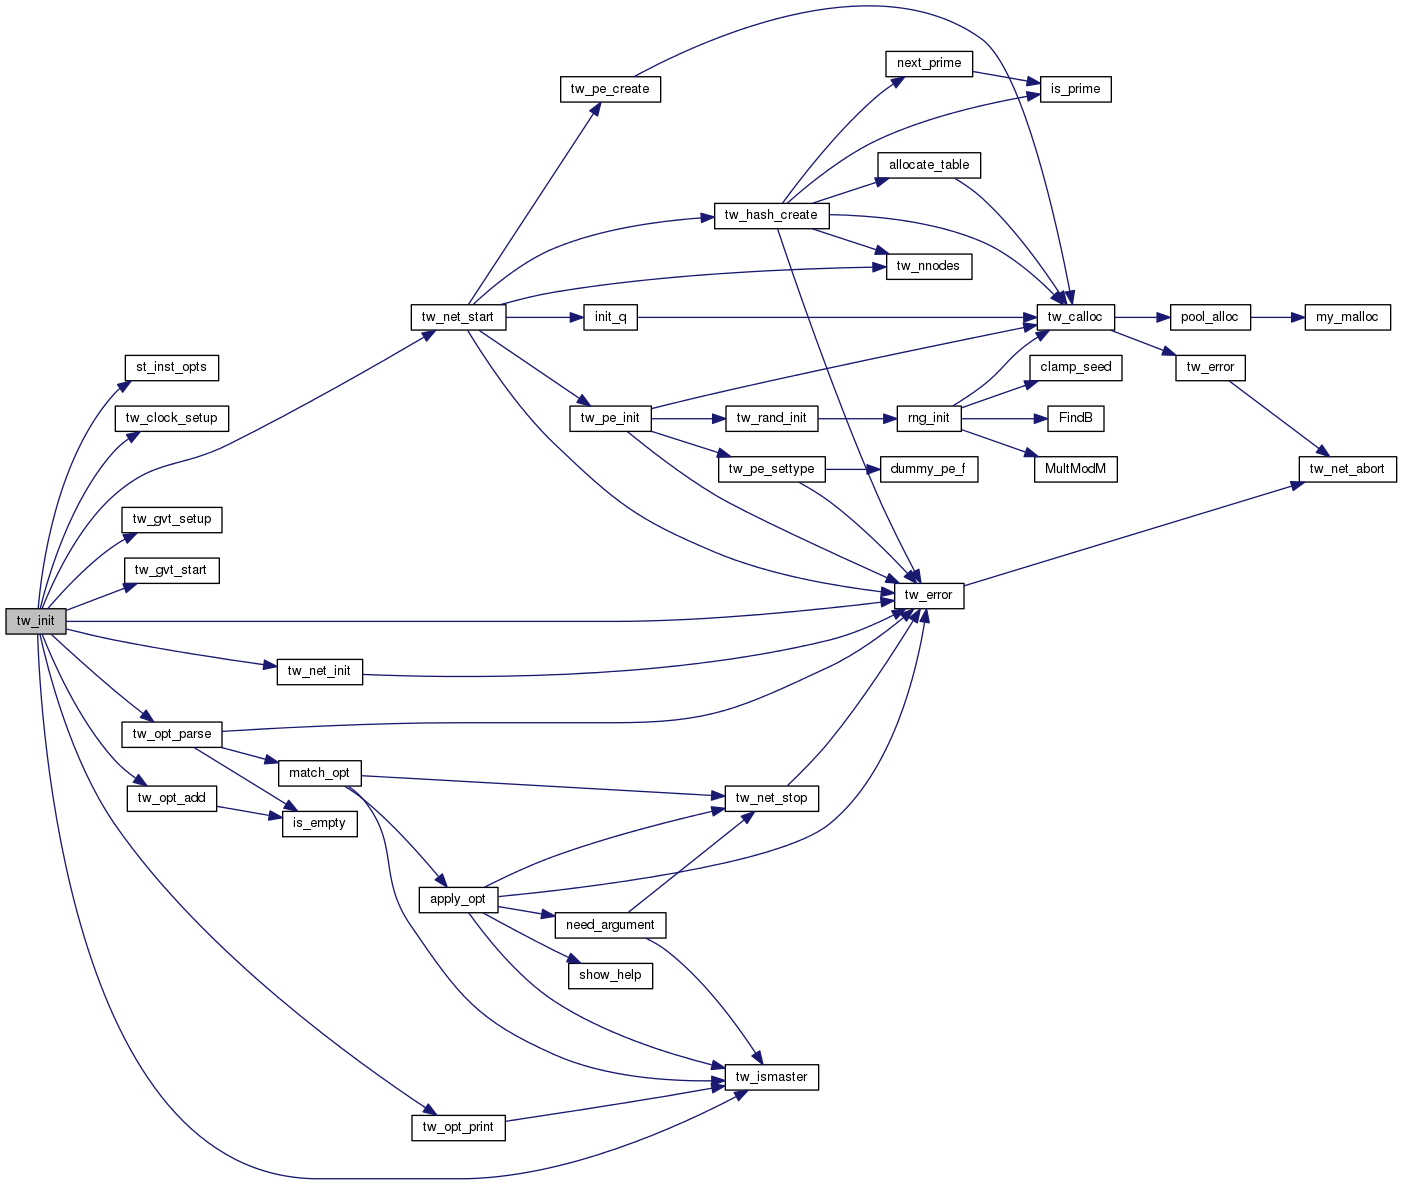 next_prime
tw_pe_create
is_prime
allocate_table
tw_hash_create
tw_nnodes
tw_net_start
init_q
tw_calloc
pool_alloc
my_malloc
st_inst_opts
clamp_seed
tw_error
tw_clock_setup
tw_pe_init
tw_rand_init
rng_init
FindB
tw_pe_settype
dummy_pe_f
MultModM
tw_net_abort
tw_gvt_setup
tw_gvt_start
tw_error
tw_init
tw_net_init
tw_opt_parse
match_opt
tw_opt_add
tw_net_stop
is_empty
apply_opt
need_argument
show_help
tw_ismaster
tw_opt_print